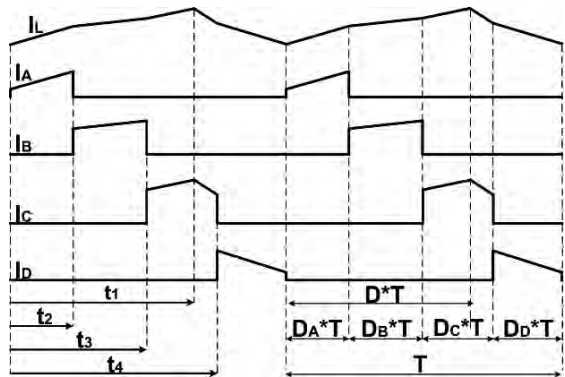 IL
IA
IB
IC
ID
t1
D*T
t2
DA*T DB*T DC*T DD*T
t3
t4
T